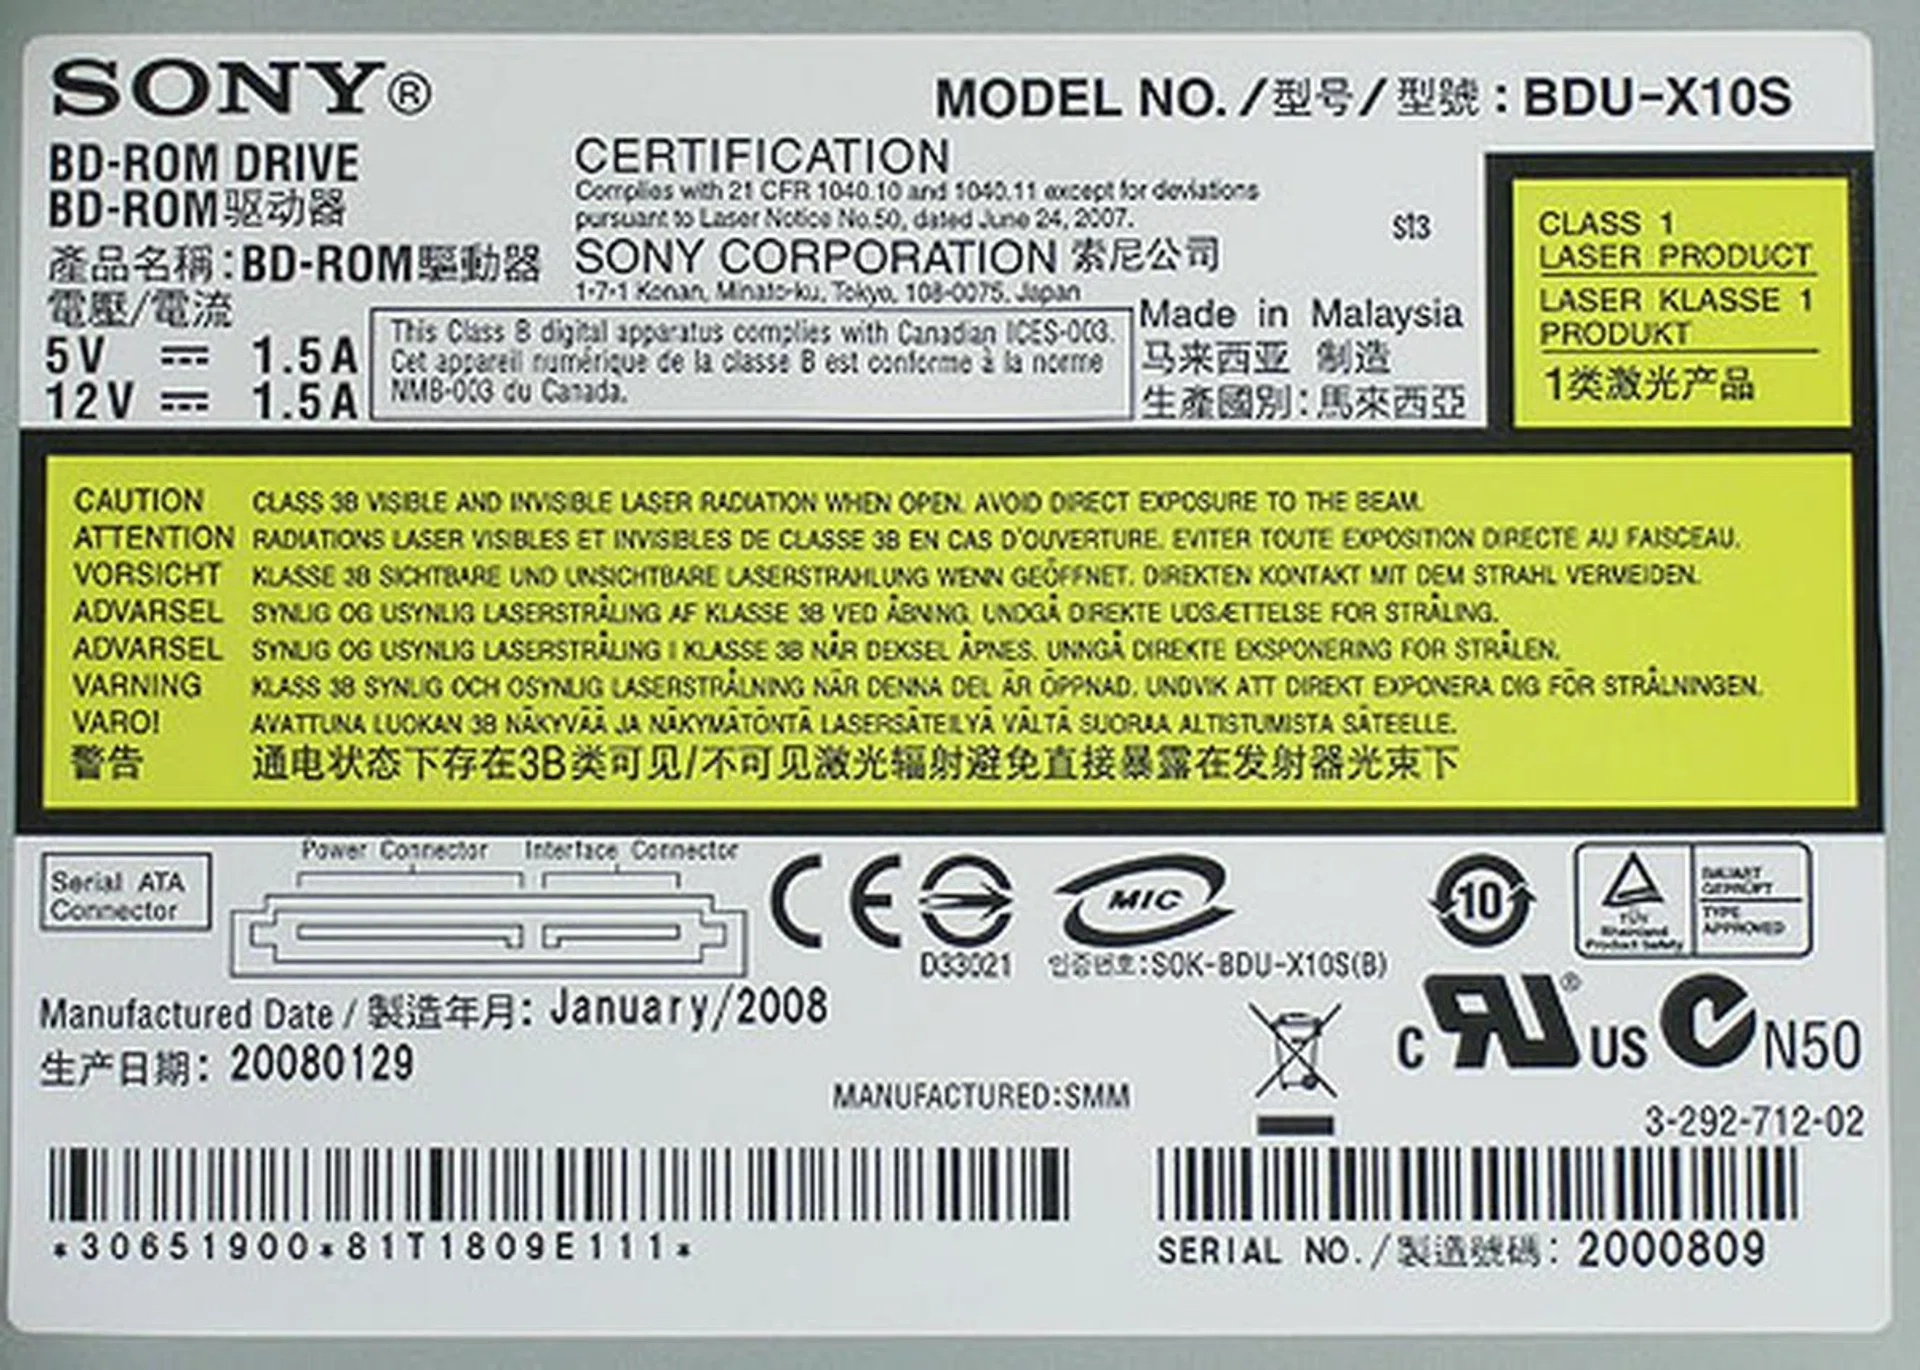 SONY®
MODEL NO./型号/型號：BDU-X10S
BD-ROM DRIVE
BD-ROM驱动器
產品名稱：BD-ROM驅動器
電壓/電流
5V ⎓ 1.5A
12V ⎓ 1.5A
CERTIFICATION
Complies with 21 CFR 1040.10 and 1040.11 except for deviations
pursuant to Laser Notice No.50, dated June 24, 2007.
SONY CORPORATION 索尼公司
1-7-1 Konan, Minato-ku, Tokyo, 108-0075, Japan
st3
This Class B digital apparatus complies with Canadian ICES-003.
Cet appareil numérique de la classe B est conforme à la norme
NMB-003 du Canada.
Made in Malaysia
马来西亚 制造
生產國別：馬來西亞
CLASS 1
LASER PRODUCT
LASER KLASSE 1
PRODUKT
1类激光产品
CAUTION CLASS 3B VISIBLE AND INVISIBLE LASER RADIATION WHEN OPEN. AVOID DIRECT EXPOSURE TO THE BEAM.
ATTENTION RADIATIONS LASER VISIBLES ET INVISIBLES DE CLASSE 3B EN CAS D'OUVERTURE. EVITER TOUTE EXPOSITION DIRECTE AU FAISCEAU.
VORSICHT KLASSE 3B SICHTBARE UND UNSICHTBARE LASERSTRAHLUNG WENN GEÖFFNET. DIREKTEN KONTAKT MIT DEM STRAHL VERMEIDEN.
ADVARSEL SYNLIG OG USYNLIG LASERSTRÅLING AF KLASSE 3B VED ÅBNING. UNDGÅ DIREKTE UDSÆTTELSE FOR STRÅLING.
ADVARSEL SYNLIG OG USYNLIG LASERSTRÅLING I KLASSE 3B NÅR DEKSEL ÅPNES. UNNGÅ DIREKTE EKSPONERING FOR STRÅLEN.
VARNING KLASS 3B SYNLIG OCH OSYNLIG LASERSTRÅLNING NÄR DENNA DEL ÄR ÖPPNAD. UNDVIK ATT DIREKT EXPONERA DIG FÖR STRÅLNINGEN.
VARO! AVATTUNA LUOKAN 3B NÄKYVÄÄ JA NÄKYMÄTÖNTÄ LASERSÄTEILYÄ VÄLTÄ SUORAA ALTISTUMISTA SÄTEELLE.
警告 通电状态下存在3B类可见/不可见激光辐射避免直接暴露在发射器光束下
Serial ATA
Connector
Power Connector Interface Connector
CE
D33021
MIC
인증번호:SOK-BDU-X10S(B)
10
TÜV
Rheinland
Product Safety
BAUART
GEPRÜFT
TYPE
APPROVED
Manufactured Date / 製造年月: January/2008
生产日期: 20080129
MANUFACTURED:SMM
C RU® US N50
3-292-712-02
*30651900*81T1809E111*
SERIAL NO./製造號碼: 2000809